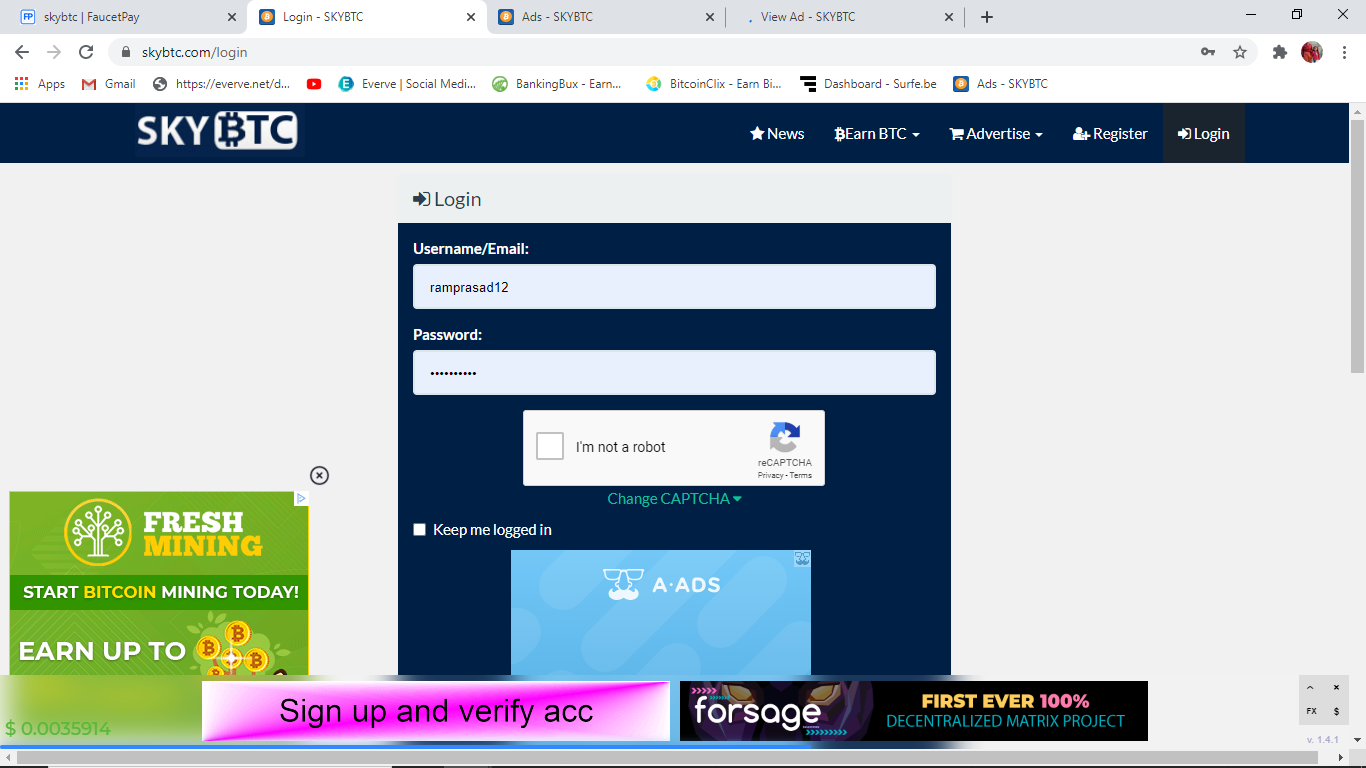 skybtc | FaucetPay
Login - SKYBTC
Ads - SKYBTC
View Ad - SKYBTC
skybtc.com/login
Apps
Gmail
https://everve.net/d...
Everve | Social Medi...
BankingBux - Earn...
BitcoinClix - Earn Bi...
Dashboard - Surfe.be
Ads - SKYBTC
SKYBTC
News
Earn BTC
Advertise
Register
Login
Login
Username/Email:
ramprasad12
Password:
••••••••••
I'm not a robot
reCAPTCHA
Privacy - Terms
Change CAPTCHA
Keep me logged in
FRESH
MINING
START BITCOIN MINING TODAY!
EARN UP TO
A-ADS
$ 0.0035914
Sign up and verify acc
forsage
FIRST EVER 100%
DECENTRALIZED MATRIX PROJECT
FX
$
v. 1.4.1